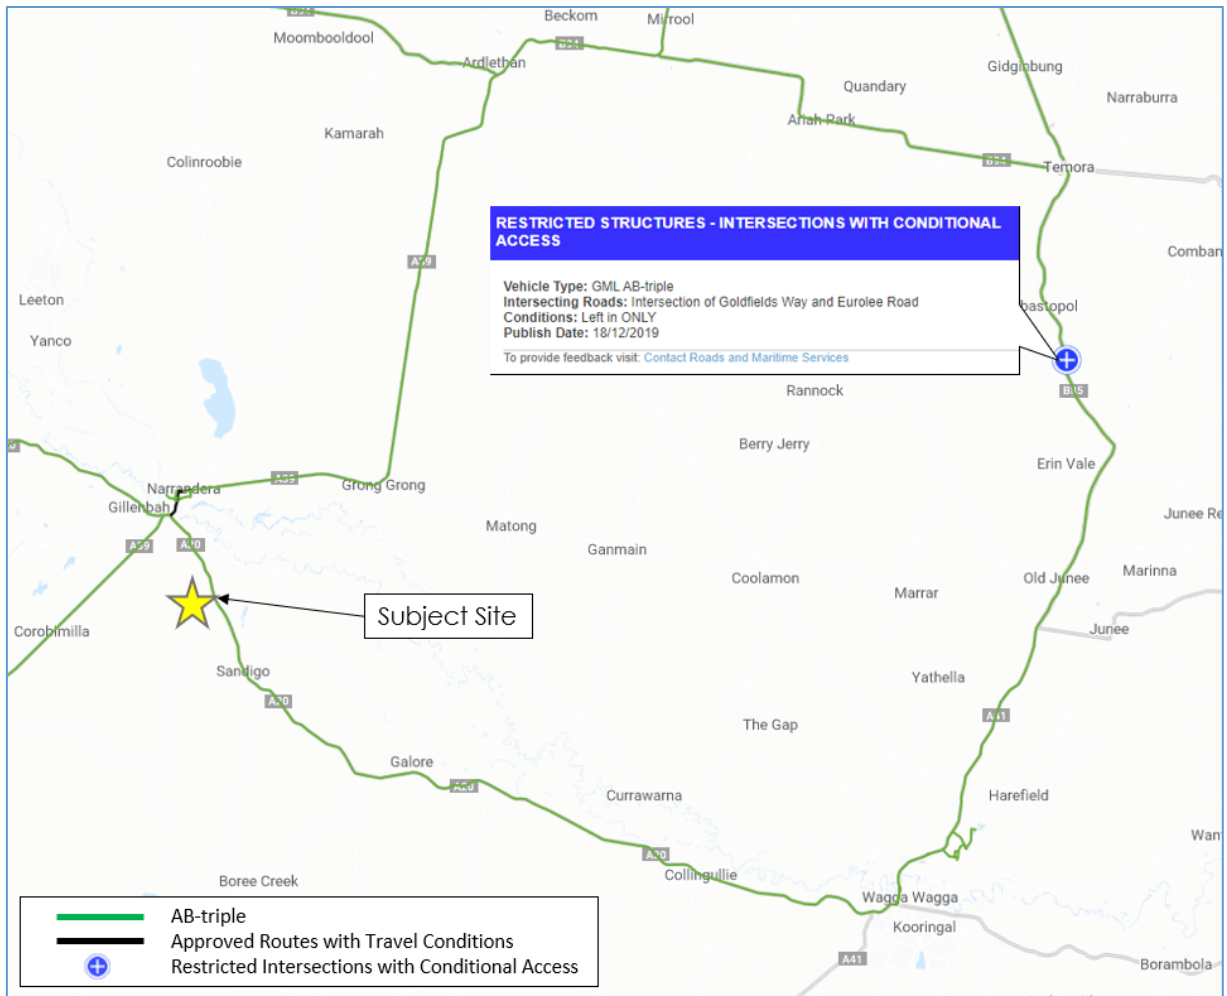 B94
Beckom
Mirrool
Moombooldool
B94
Ardlethan
Gidginbung
Quandary
Narraburra
Ariah Park
Kamarah
Colinroobie
B94
Temora
RESTRICTED STRUCTURES - INTERSECTIONS WITH CONDITIONAL
ACCESS
Comban
A39
Vehicle Type: GML AB-triple
Intersecting Roads: Intersection of Goldfields Way and Eurolee Road
Conditions: Left in ONLY
Publish Date: 18/12/2019
To provide feedback visit: Contact Roads and Maritime Services
Leeton
bastopol
Yanco
Rannock
B85
Berry Jerry
Erin Vale
Narrandera
A39
Grong Grong
Gillenbah
Matong
Junee Re
A39
A20
Ganmain
Coolamon
Old Junee
Marinna
Marrar
Subject Site
Corobimilla
Junee
Sandigo
Yathella
A20
A41
The Gap
Galore
A20
Currawarna
Harefield
Wan
A20
Collingullie
Boree Creek
Wagga Wagga
Kooringal
AB-triple
Approved Routes with Travel Conditions
A41
Borambola
Restricted Intersections with Conditional Access